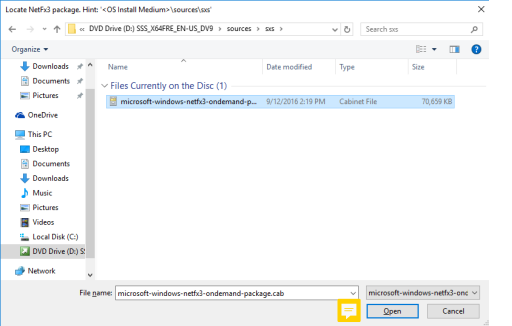 Locate NetFx3 package. Hint: '<OS Install Medium>\sources\sxs'
« DVD Drive (D:) SSS_X64FRE_EN-US_DV9 > sources > sxs >
Search sxs
Organize
Downloads
Documents
Pictures
OneDrive
This PC
Desktop
Documents
Downloads
Music
Pictures
Videos
Local Disk (C:)
DVD Drive (D:) SS
Network
Name Date modified Type Size
Files Currently on the Disc (1)
microsoft-windows-netfx3-ondemand-p... 9/12/2016 2:19 PM Cabinet File 70,659 KB
File name: microsoft-windows-netfx3-ondemand-package.cab
microsoft-windows-netfx3-onc
Open Cancel